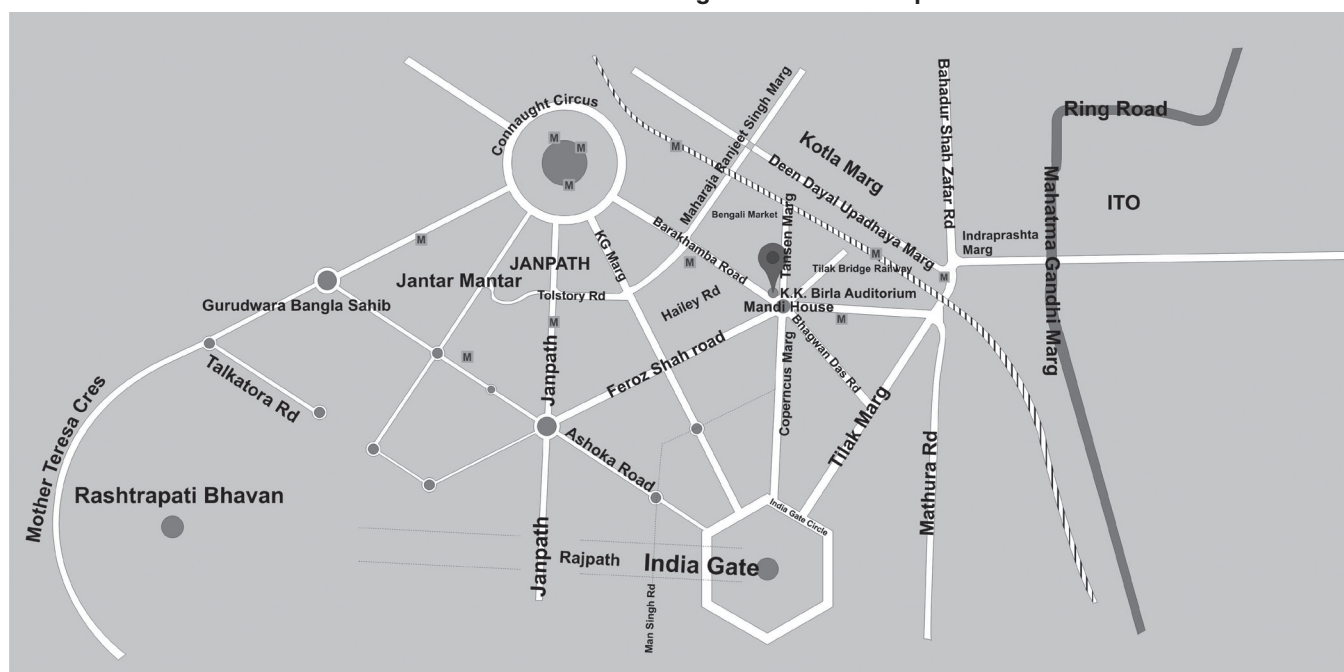 Connaught Circus
M
M
M
Maharaja Ranjeet Singh Marg
M
Kotla Marg
Deen Dayal Upadhaya Marg
Bahadur Shah Zafar Rd
Ring Road
Mahatma Gandhi Marg
ITO
Indraprashta
Marg
Bengali Market
Tansen Marg
Barakhamba Road
KG Marg
M
M
M
M
JANPATH
Jantar Mantar
Tilak Bridge Railway
Tolstory Rd
Hailey Rd
K.K. Birla Auditorium
Mandi House
Gurudwara Bangla Sahib
M
M
M
Bhagwan Das Rd
Feroz Shah road
Janpath
Talkatora Rd
Coperncus Marg
Tilak Marg
Mother Teresa Cres
Ashoka Road
Mathura Rd
Rashtrapati Bhavan
India Gate Circle
Janpath
Rajpath
India Gate
Man Singh Rd